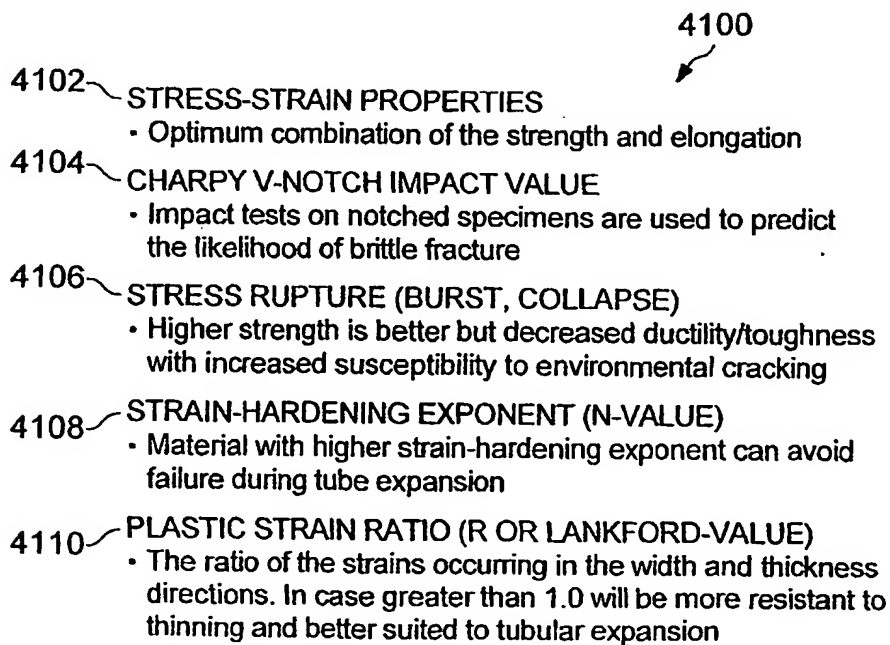 4100
4102 STRESS-STRAIN PROPERTIES
• Optimum combination of the strength and elongation
4104 CHARPY V-NOTCH IMPACT VALUE
• Impact tests on notched specimens are used to predict
the likelihood of brittle fracture
4106 STRESS RUPTURE (BURST, COLLAPSE)
• Higher strength is better but decreased ductility/toughness
with increased susceptibility to environmental cracking
4108 STRAIN-HARDENING EXPONENT (N-VALUE)
• Material with higher strain-hardening exponent can avoid
failure during tube expansion
4110 PLASTIC STRAIN RATIO (R OR LANKFORD-VALUE)
• The ratio of the strains occurring in the width and thickness
directions. In case greater than 1.0 will be more resistant to
thinning and better suited to tubular expansion